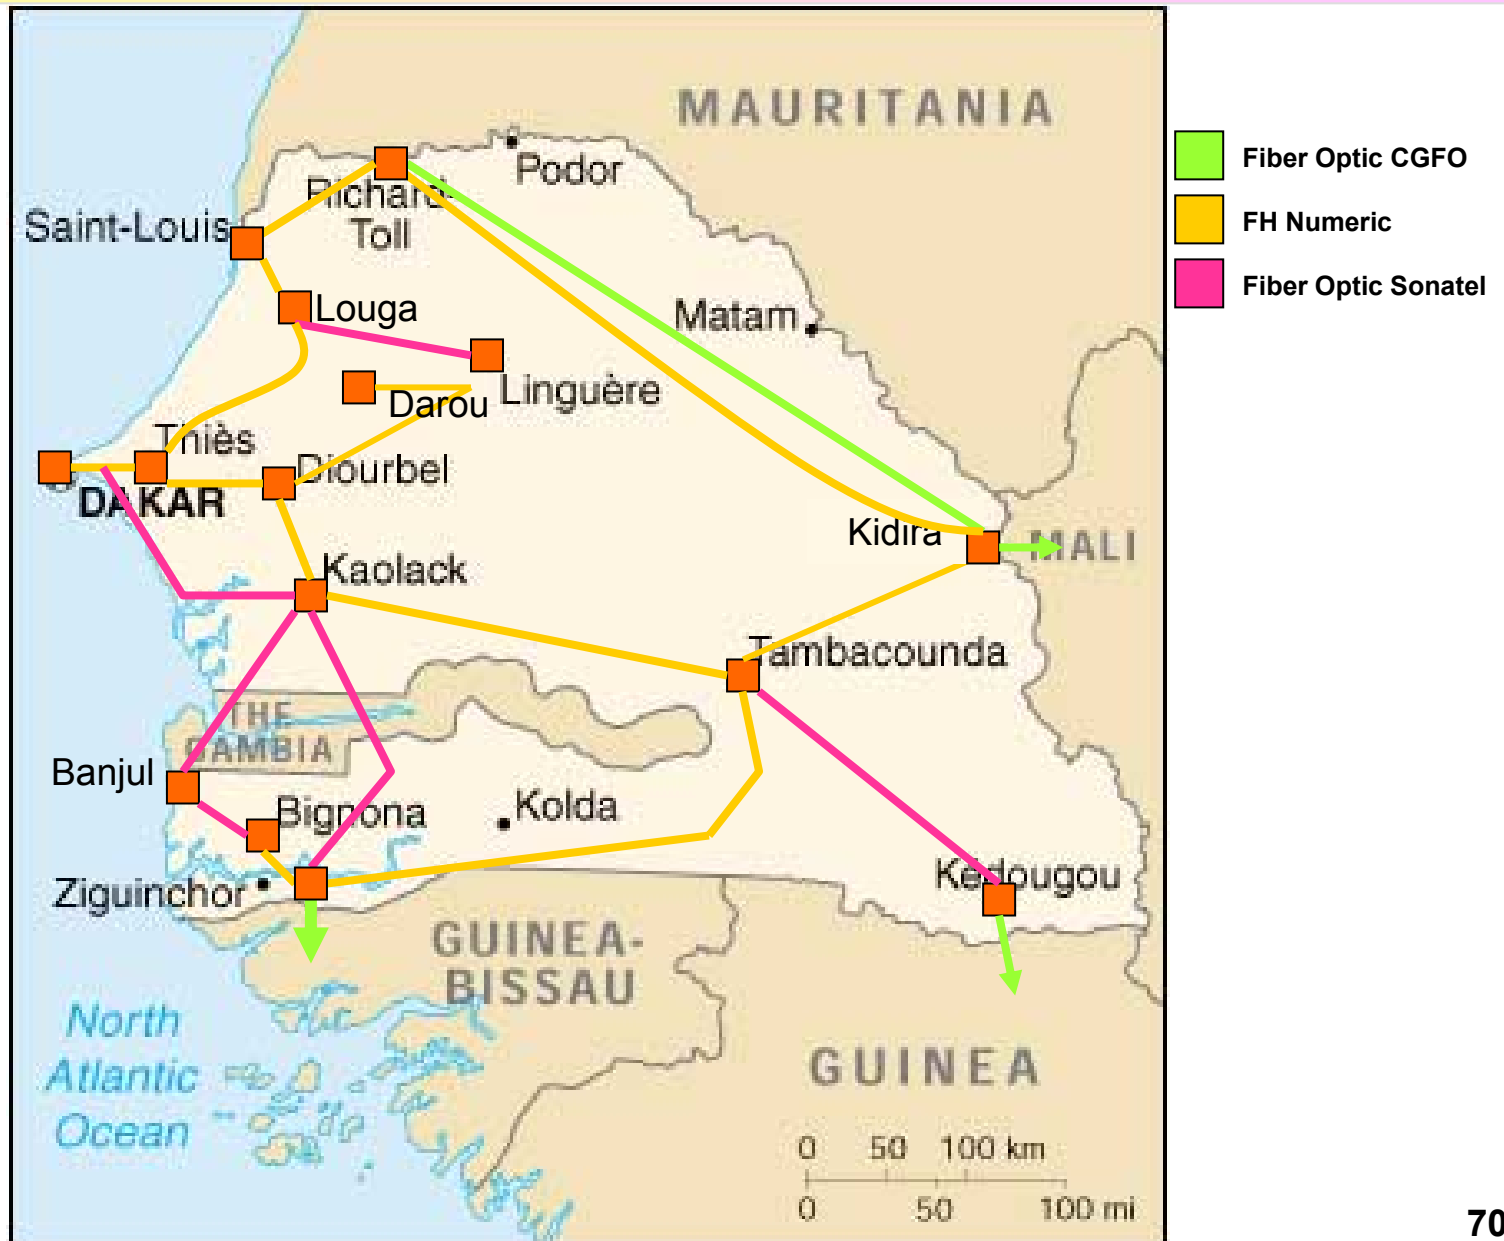 MAURITANIA
Podor
Richard-
Toll
Saint-Louis
Louga
Matam
Linguère
Darou
Thiès
Diourbel
DAKAR
Kidira
MALI
Kaolack
Tambacounda
THE
GAMBIA
Banjul
Bignona
Kolda
Ziguinchor
Kédougou
GUINEA-
BISSAU
North
Atlantic
Ocean
GUINEA
0 50 100 km
0 50 100 mi
Fiber Optic CGFO
FH Numeric
Fiber Optic Sonatel
70